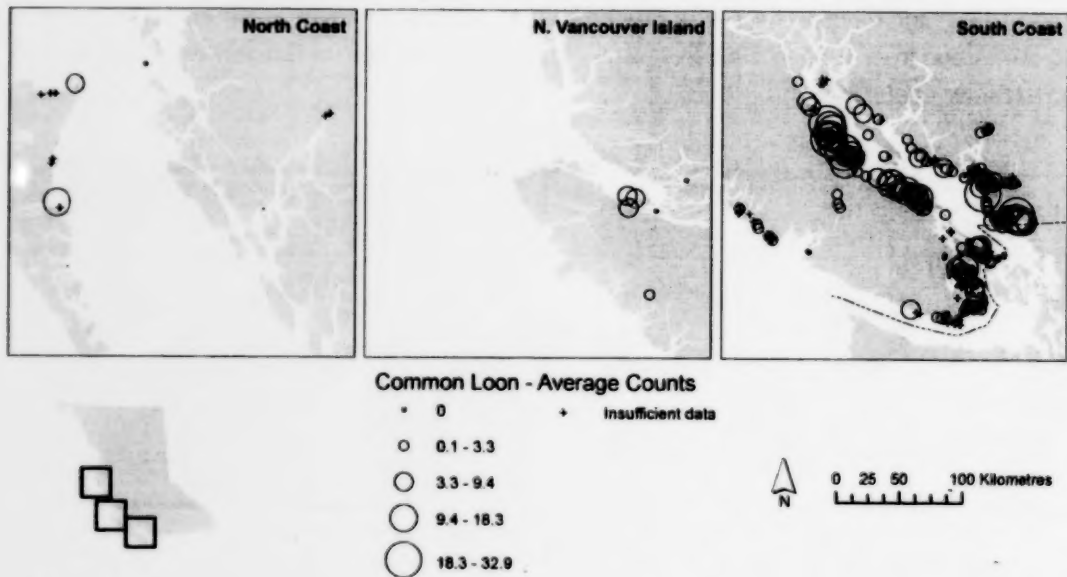 North Coast
N. Vancouver Island
South Coast
Common Loon - Average Counts
0
Insufficient data
0.1 - 3.3
3.3 - 9.4
9.4 - 18.3
18.3 - 32.9
N
0 25 50 100 Kilometres